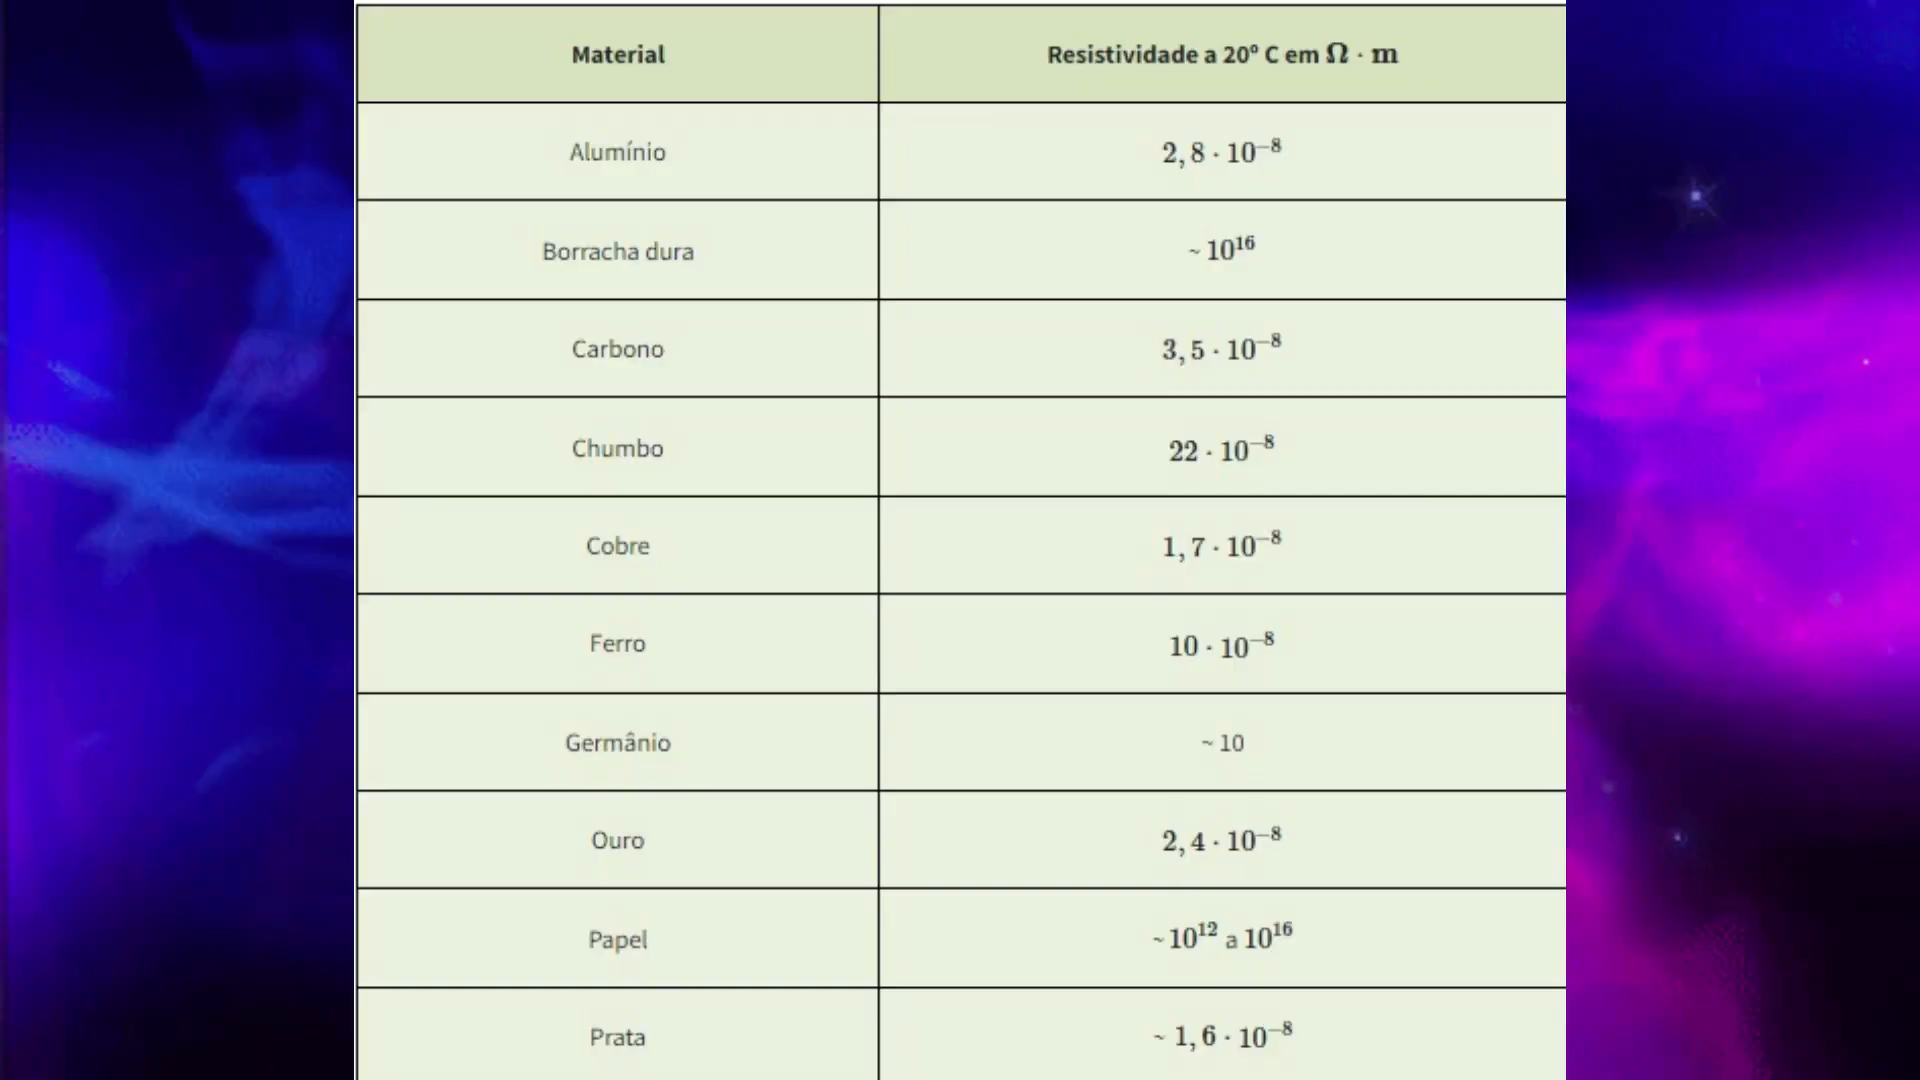 Material Resistividade a 20º C em Ω · m
Alumínio 2, 8 · 10⁻⁸
Borracha dura ~ 10¹⁶
Carbono 3, 5 · 10⁻⁸
Chumbo 22 · 10⁻⁸
Cobre 1, 7 · 10⁻⁸
Ferro 10 · 10⁻⁸
Germânio ~ 10
Ouro 2, 4 · 10⁻⁸
Papel ~ 10¹² a 10¹⁶
Prata ~ 1, 6 · 10⁻⁸